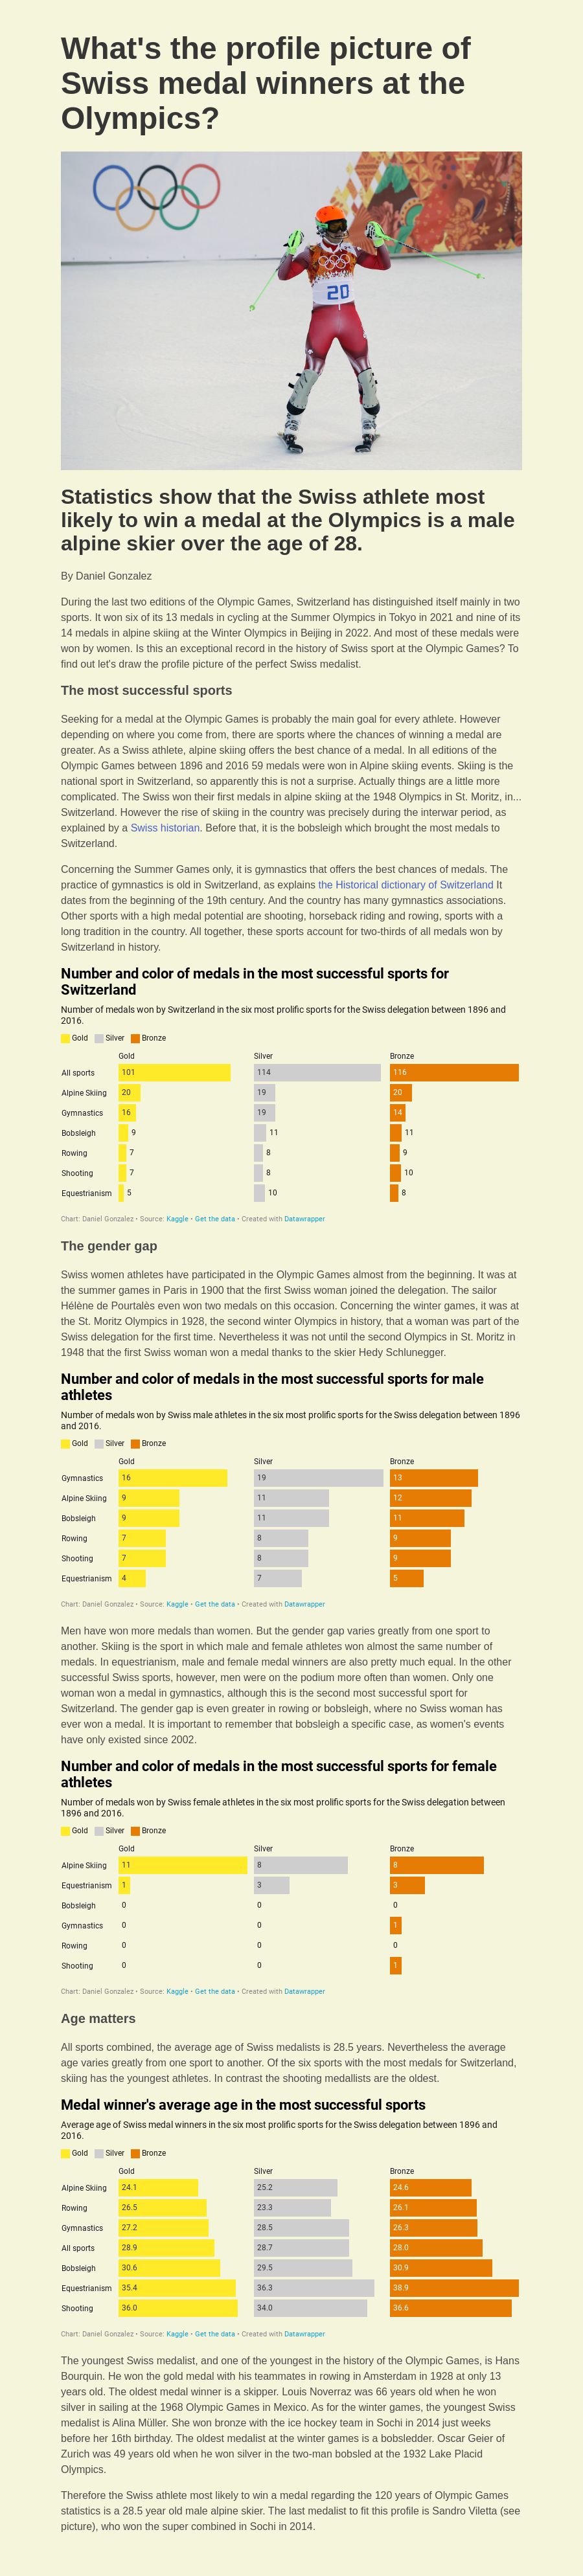 What's the profile picture of
Swiss medal winners at the
Olympics?
20
Statistics show that the Swiss athlete most
likely to win a medal at the Olympics is a male
alpine skier over the age of 28.
By Daniel Gonzalez
During the last two editions of the Olympic Games, Switzerland has distinguished itself mainly in two
sports. It won six of its 13 medals in cycling at the Summer Olympics in Tokyo in 2021 and nine of its
14 medals in alpine skiing at the Winter Olympics in Beijing in 2022. And most of these medals were
won by women. Is this an exceptional record in the history of Swiss sport at the Olympic Games? To
find out let's draw the profile picture of the perfect Swiss medalist.
The most successful sports
Seeking for a medal at the Olympic Games is probably the main goal for every athlete. However
depending on where you come from, there are sports where the chances of winning a medal are
greater. As a Swiss athlete, alpine skiing offers the best chance of a medal. In all editions of the
Olympic Games between 1896 and 2016 59 medals were won in Alpine skiing events. Skiing is the
national sport in Switzerland, so apparently this is not a surprise. Actually things are a little more
complicated. The Swiss won their first medals in alpine skiing at the 1948 Olympics in St. Moritz, in...
Switzerland. However the rise of skiing in the country was precisely during the interwar period, as
explained by a Swiss historian. Before that, it is the bobsleigh which brought the most medals to
Switzerland.
Concerning the Summer Games only, it is gymnastics that offers the best chances of medals. The
practice of gymnastics is old in Switzerland, as explains the Historical dictionary of Switzerland It
dates from the beginning of the 19th century. And the country has many gymnastics associations.
Other sports with a high medal potential are shooting, horseback riding and rowing, sports with a
long tradition in the country. All together, these sports account for two-thirds of all medals won by
Switzerland in history.
Number and color of medals in the most successful sports for
Switzerland
Number of medals won by Switzerland in the six most prolific sports for the Swiss delegation between 1896 and
2016.
Gold Silver Bronze
Gold Silver Bronze
All sports 101 114 116
Alpine Skiing 20 19 20
Gymnastics 16 19 14
Bobsleigh 9 11 11
Rowing 7 8 9
Shooting 7 8 10
Equestrianism 5 10 8
Chart: Daniel Gonzalez • Source: Kaggle • Get the data • Created with Datawrapper
The gender gap
Swiss women athletes have participated in the Olympic Games almost from the beginning. It was at
the summer games in Paris in 1900 that the first Swiss woman joined the delegation. The sailor
Hélène de Pourtalès even won two medals on this occasion. Concerning the winter games, it was at
the St. Moritz Olympics in 1928, the second winter Olympics in history, that a woman was part of the
Swiss delegation for the first time. Nevertheless it was not until the second Olympics in St. Moritz in
1948 that the first Swiss woman won a medal thanks to the skier Hedy Schlunegger.
Number and color of medals in the most successful sports for male
athletes
Number of medals won by Swiss male athletes in the six most prolific sports for the Swiss delegation between 1896
and 2016.
Gold Silver Bronze
Gold Silver Bronze
Gymnastics 16 19 13
Alpine Skiing 9 11 12
Bobsleigh 9 11 11
Rowing 7 8 9
Shooting 7 8 9
Equestrianism 4 7 5
Chart: Daniel Gonzalez • Source: Kaggle • Get the data • Created with Datawrapper
Men have won more medals than women. But the gender gap varies greatly from one sport to
another. Skiing is the sport in which male and female athletes won almost the same number of
medals. In equestrianism, male and female medal winners are also pretty much equal. In the other
successful Swiss sports, however, men were on the podium more often than women. Only one
woman won a medal in gymnastics, although this is the second most successful sport for
Switzerland. The gender gap is even greater in rowing or bobsleigh, where no Swiss woman has
ever won a medal. It is important to remember that bobsleigh a specific case, as women's events
have only existed since 2002.
Number and color of medals in the most successful sports for female
athletes
Number of medals won by Swiss female athletes in the six most prolific sports for the Swiss delegation between
1896 and 2016.
Gold Silver Bronze
Gold Silver Bronze
Alpine Skiing 11 8 8
Equestrianism 1 3 3
Bobsleigh 0 0 0
Gymnastics 0 0 1
Rowing 0 0 0
Shooting 0 0 1
Chart: Daniel Gonzalez • Source: Kaggle • Get the data • Created with Datawrapper
Age matters
All sports combined, the average age of Swiss medalists is 28.5 years. Nevertheless the average
age varies greatly from one sport to another. Of the six sports with the most medals for Switzerland,
skiing has the youngest athletes. In contrast the shooting medallists are the oldest.
Medal winner's average age in the most successful sports
Average age of Swiss medal winners in the six most prolific sports for the Swiss delegation between 1896 and
2016.
Gold Silver Bronze
Gold Silver Bronze
Alpine Skiing 24.1 25.2 24.6
Rowing 26.5 23.3 26.1
Gymnastics 27.2 28.5 26.3
All sports 28.9 28.7 28.0
Bobsleigh 30.6 29.5 30.9
Equestrianism 35.4 36.3 38.9
Shooting 36.0 34.0 36.6
Chart: Daniel Gonzalez • Source: Kaggle • Get the data • Created with Datawrapper
The youngest Swiss medalist, and one of the youngest in the history of the Olympic Games, is Hans
Bourquin. He won the gold medal with his teammates in rowing in Amsterdam in 1928 at only 13
years old. The oldest medal winner is a skipper. Louis Noverraz was 66 years old when he won
silver in sailing at the 1968 Olympic Games in Mexico. As for the winter games, the youngest Swiss
medalist is Alina Müller. She won bronze with the ice hockey team in Sochi in 2014 just weeks
before her 16th birthday. The oldest medalist at the winter games is a bobsledder. Oscar Geier of
Zurich was 49 years old when he won silver in the two-man bobsled at the 1932 Lake Placid
Olympics.
Therefore the Swiss athlete most likely to win a medal regarding the 120 years of Olympic Games
statistics is a 28.5 year old male alpine skier. The last medalist to fit this profile is Sandro Viletta (see
picture), who won the super combined in Sochi in 2014.